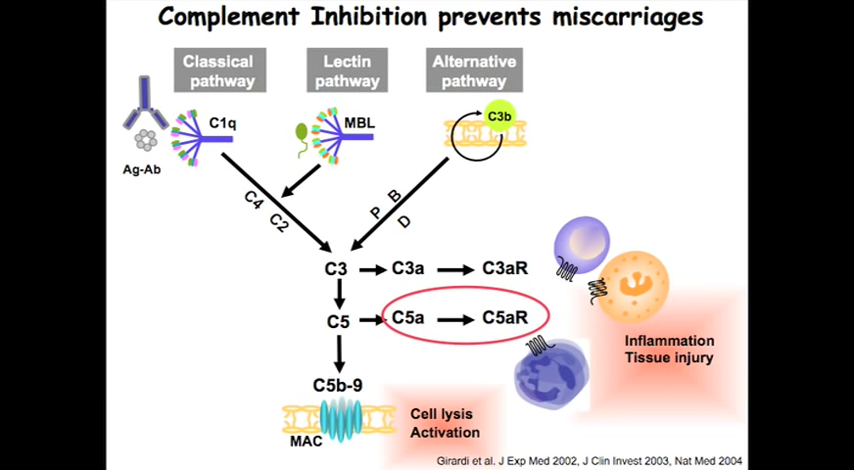 Complement Inhibition prevents miscarriages
Classical
pathway
Lectin
pathway
Alternative
pathway
C1q
MBL
C3b
Ag-Ab
C4 C2
P B
D
C3
C3a
C3aR
C5
C5a
C5aR
Inflammation
Tissue injury
C5b-9
MAC
Cell lysis
Activation
Girardi et al. J Exp Med 2002, J Clin Invest 2003, Nat Med 2004